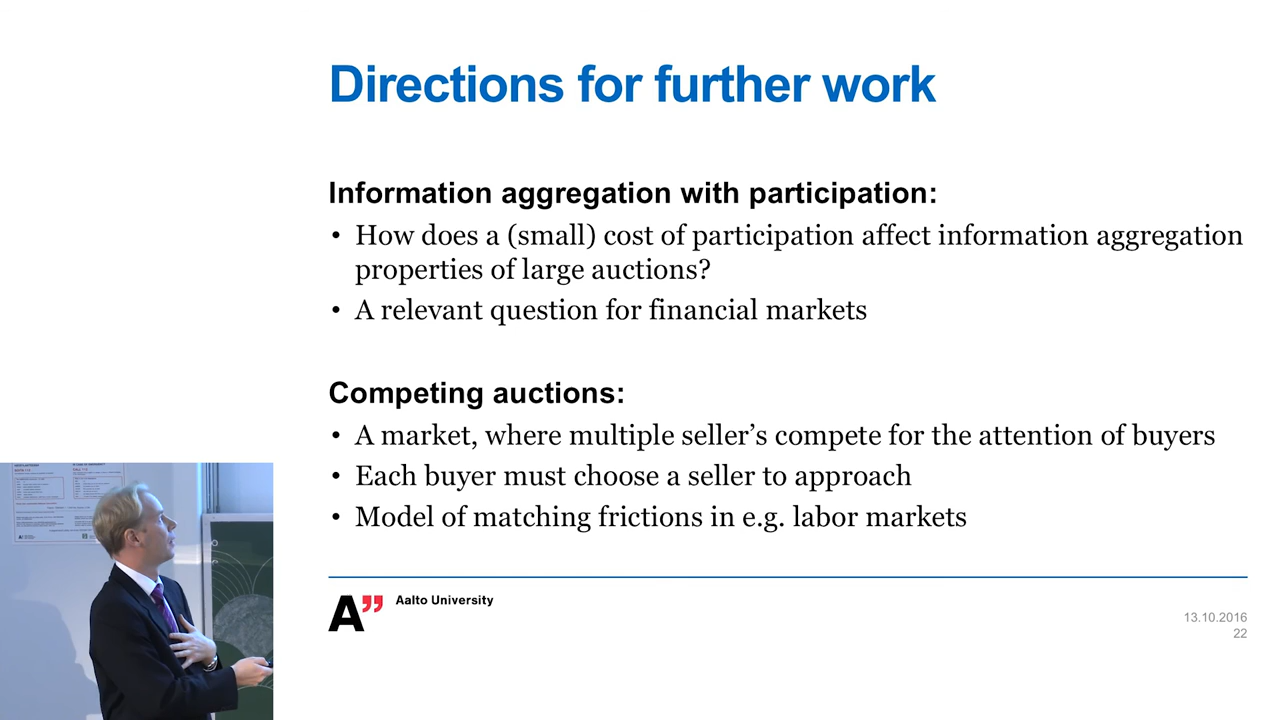 Directions for further work
Information aggregation with participation:
• How does a (small) cost of participation affect information aggregation
properties of large auctions?
• A relevant question for financial markets
Competing auctions:
• A market, where multiple seller’s compete for the attention of buyers
• Each buyer must choose a seller to approach
• Model of matching frictions in e.g. labor markets
A”
Aalto University
13.10.2016
22